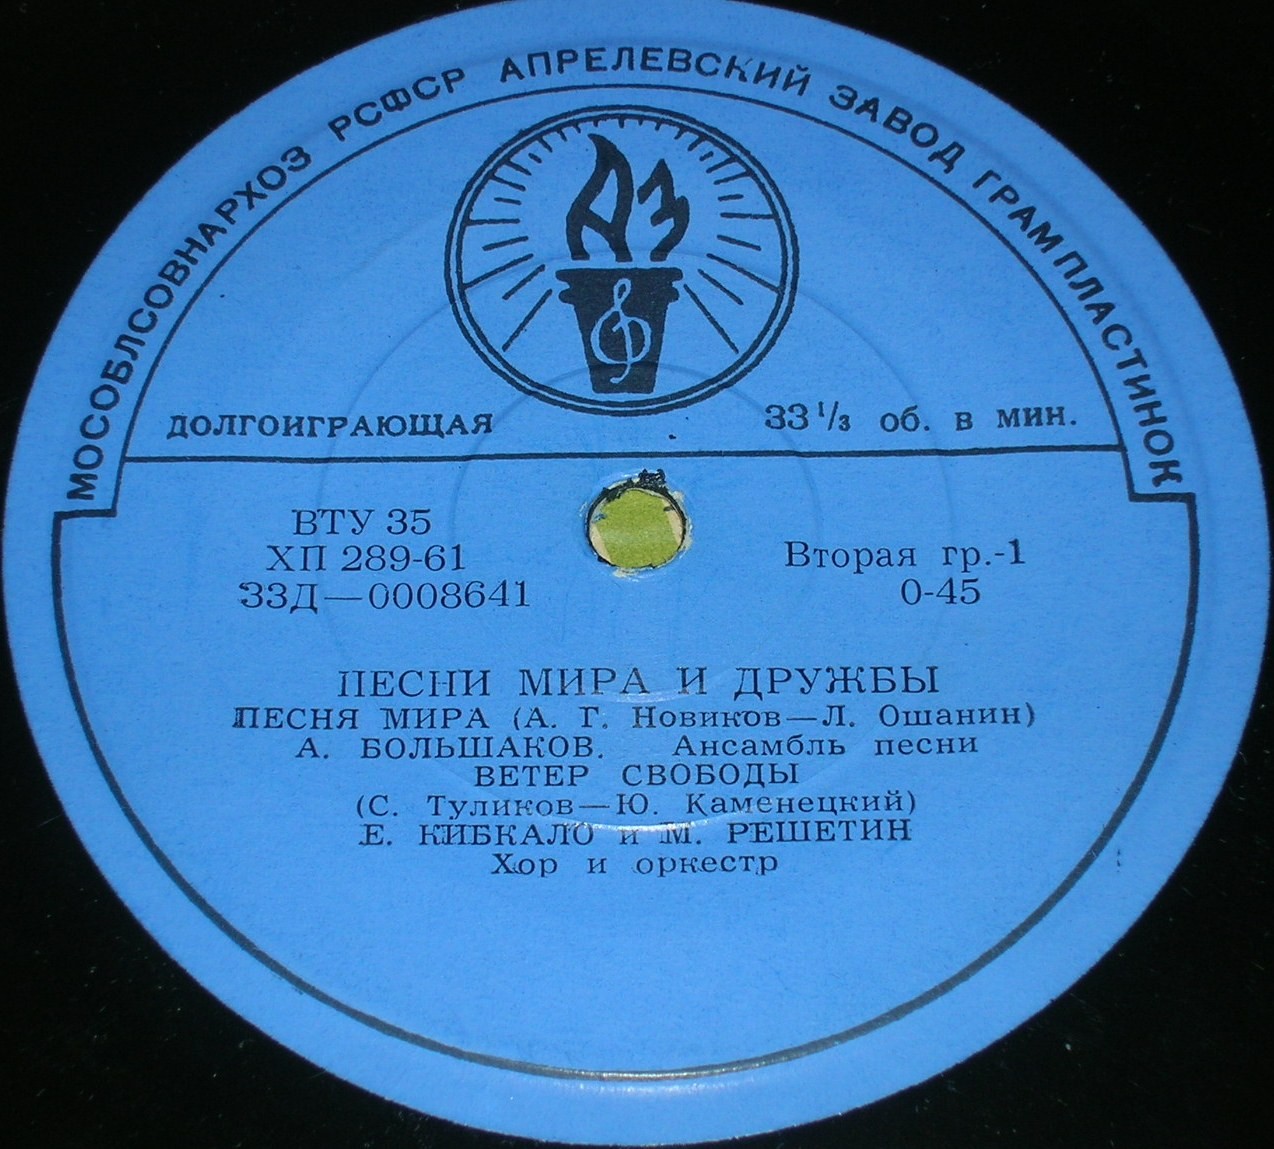 МОСОБЛСОВНАРХОЗ РСФСР АПРЕЛЕВСКИЙ ЗАВОД ГРАМПЛАСТИНОК
АЗ
ДОЛГОИГРАЮЩАЯ
33 1/3 об. в мин.
ВТУ 35
ХП 289-61
33Д—0008641
Вторая гр.-1
0-45
ПЕСНИ МИРА И ДРУЖБЫ
ПЕСНЯ МИРА (А. Г. Новиков—Л. Ошанин)
А. БОЛЬШАКОВ. Ансамбль песни
ВЕТЕР СВОБОДЫ
(С. Туликов—Ю. Каменецкий)
Е. КИБКАЛО и М. РЕШЕТИН
Хор и оркестр